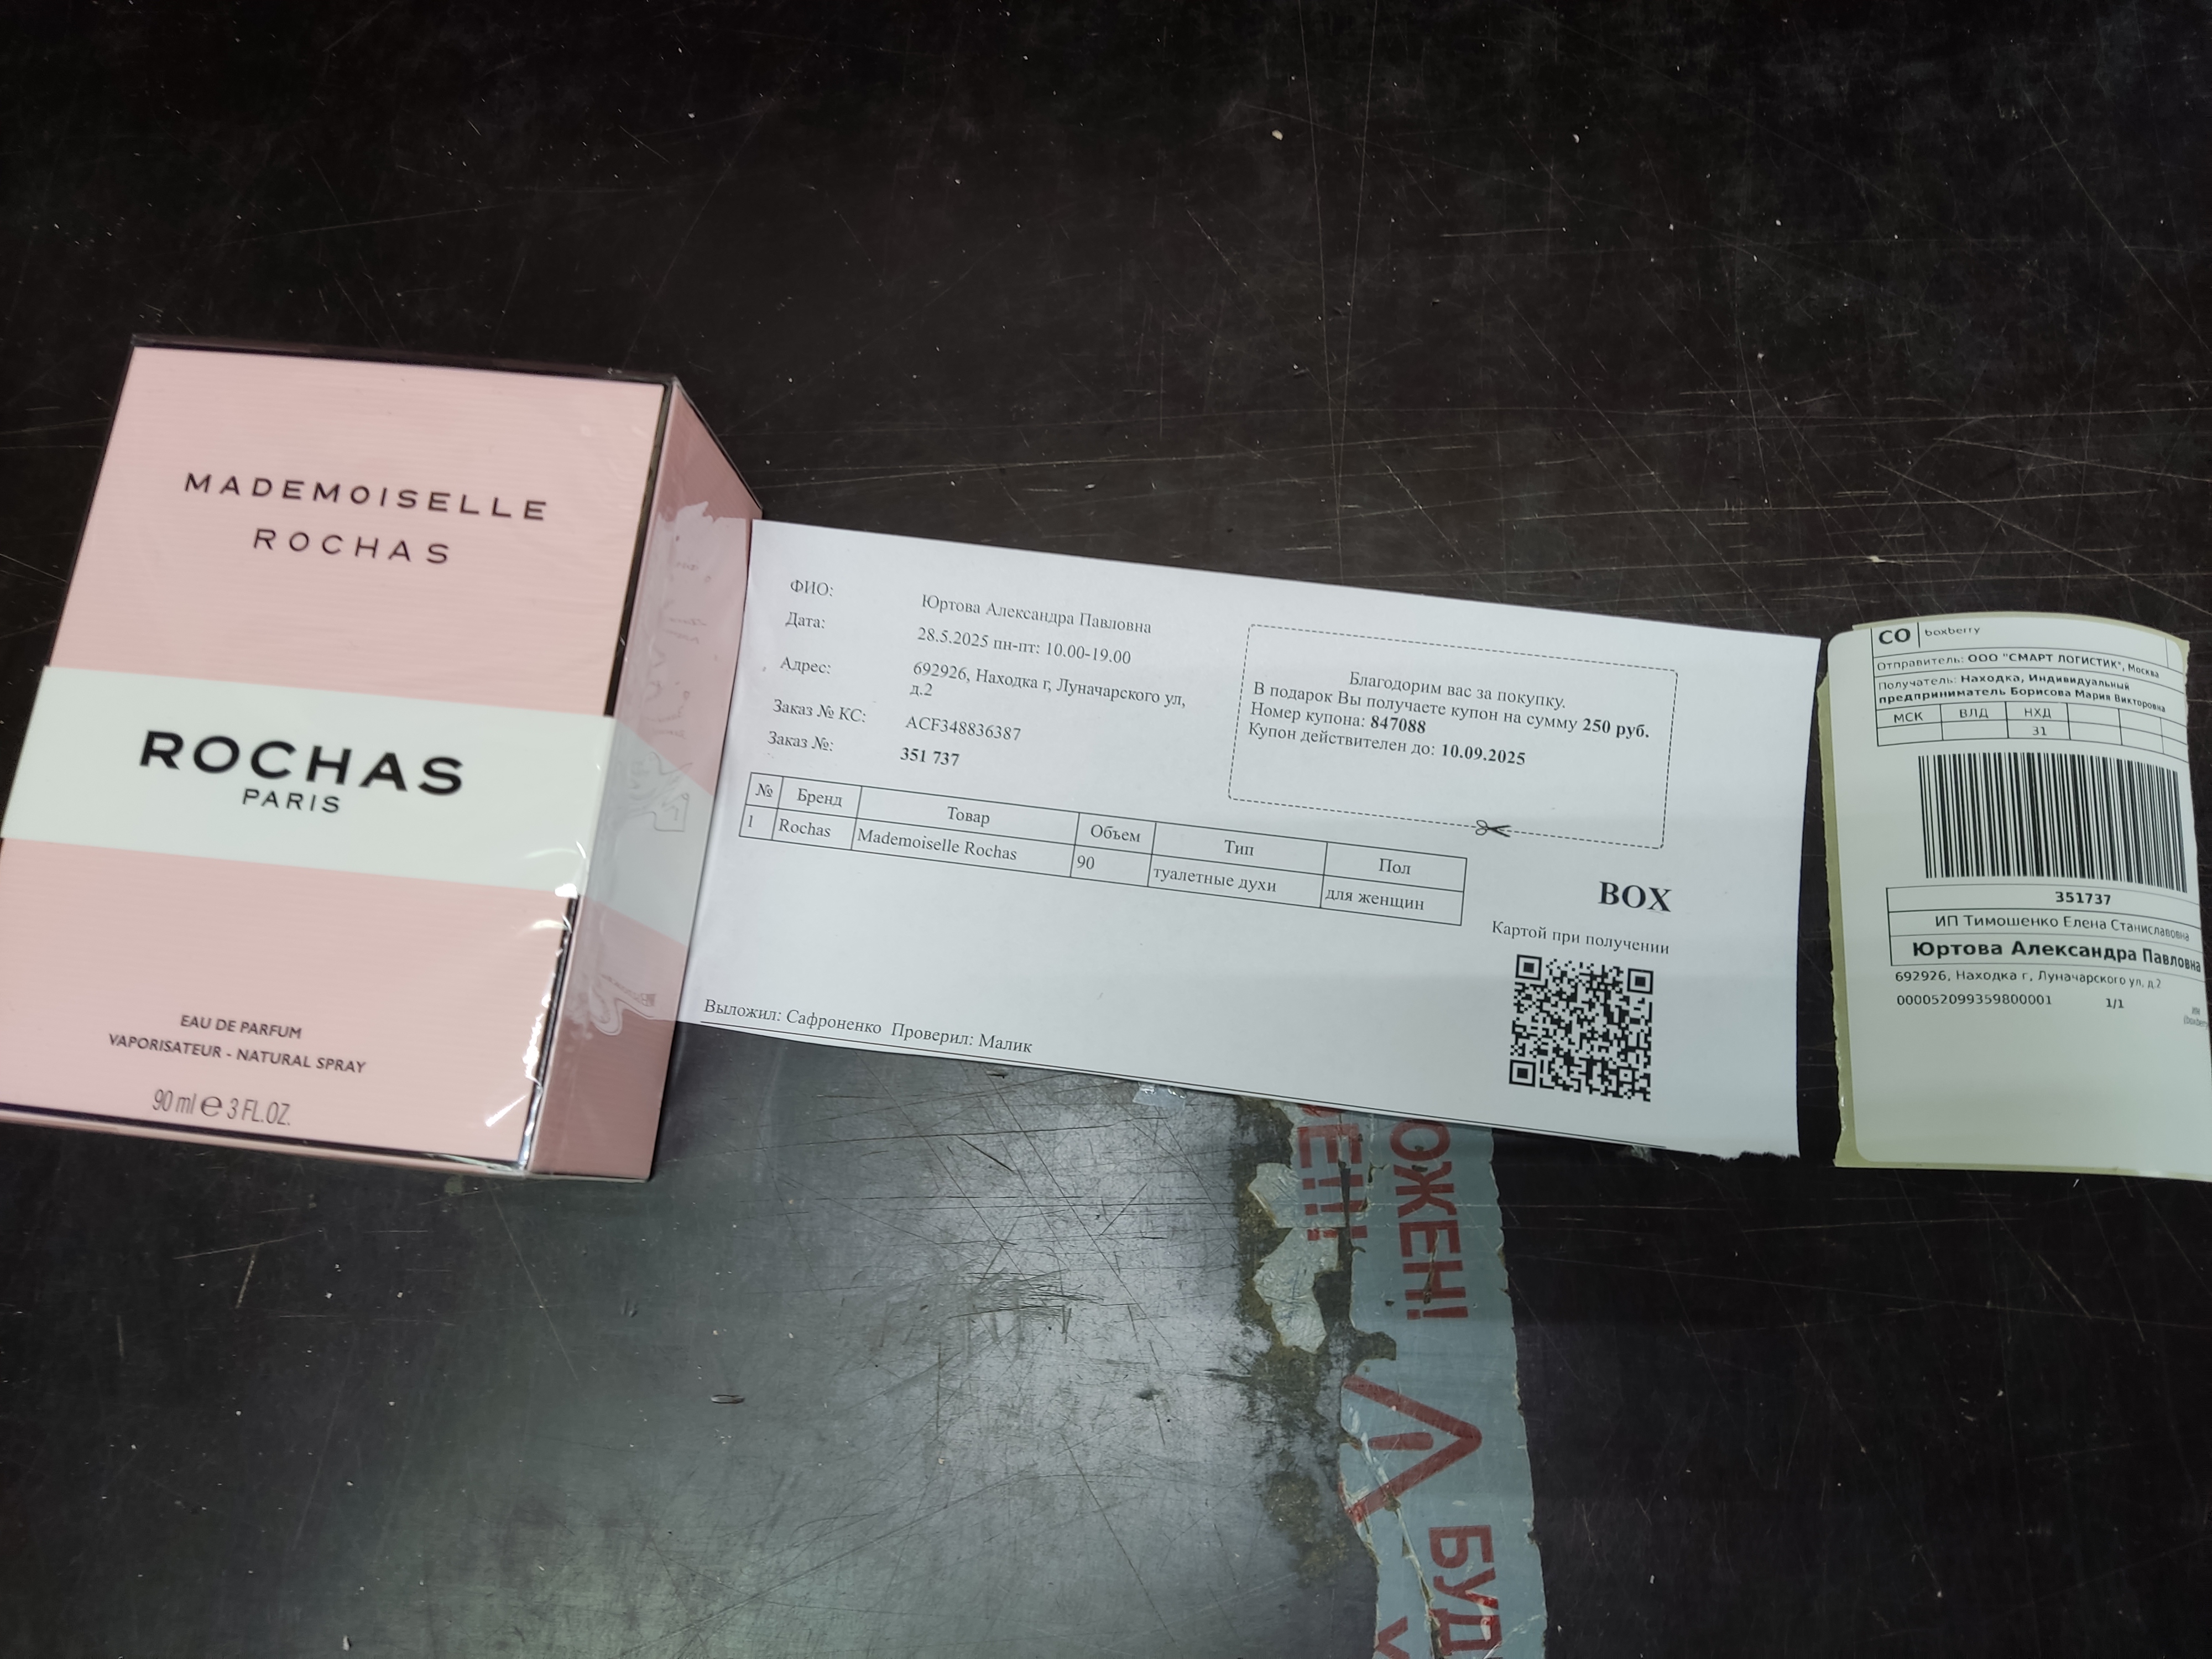 MADEMOISELLE
ROCHAS
ROCHAS
PARIS
EAU DE PARFUM
VAPORISATEUR - NATURAL SPRAY
90 ml e 3 FL.OZ.
ФИО: Юртова Александра Павловна
Дата: 28.5.2025 пн-пт: 10.00-19.00
Адрес: 692926, Находка г, Луначарского ул,
д.2
Заказ № КС: ACF348836387
Заказ №: 351 737
Благодорим вас за покупку.
В подарок Вы получаете купон на сумму 250 руб.
Номер купона: 847088
Купон действителен до: 10.09.2025
№ Бренд Товар Объем Тип Пол
1 Rochas Mademoiselle Rochas 90 туалетные духи для женщин
BOX
Картой при получении
Выложил: Сафроненко Проверил: Малик
CO boxberry
Отправитель: ООО "СМАРТ ЛОГИСТИК", Москва
Получатель: Находка, Индивидуальный
предприниматель Борисова Мария Викторовна
МСК ВЛД НХД
31
351737
ИП Тимошенко Елена Станиславовна
Юртова Александра Павловна
692926, Находка г, Луначарского ул, д.2
000052099359800001 1/1
ОЖЕН!
ЕН!!
БУД